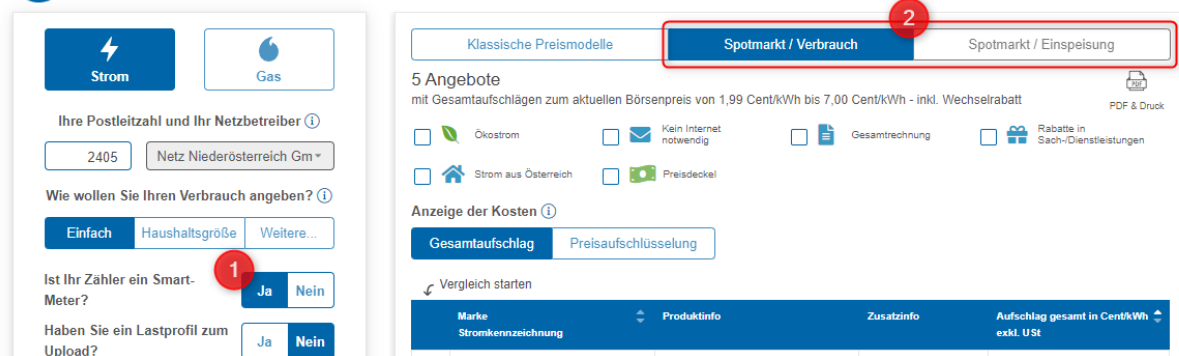 Strom
Gas
Ihre Postleitzahl und Ihr Netzbetreiber
2405
Netz Niederösterreich Gm
Wie wollen Sie Ihren Verbrauch angeben?
Einfach
Haushaltsgröße
Weitere...
1
Ist Ihr Zähler ein Smart-
Meter?
Ja
Nein
Haben Sie ein Lastprofil zum
Upload?
Ja
Nein
2
Klassische Preismodelle
Spotmarkt / Verbrauch
Spotmarkt / Einspeisung
5 Angebote
mit Gesamtaufschlägen zum aktuellen Börsenpreis von 1,99 Cent/kWh bis 7,00 Cent/kWh - inkl. Wechselrabatt
PDF
PDF & Druck
Ökostrom
Kein Internet
notwendig
Gesamtrechnung
Rabatte in
Sach-/Dienstleistungen
Strom aus Österreich
Preisdeckel
Anzeige der Kosten
Gesamtaufschlag
Preisaufschlüsselung
Vergleich starten
Marke
Stromkennzeichnung
Produktinfo
Zusatzinfo
Aufschlag gesamt in Cent/kWh
exkl. USt